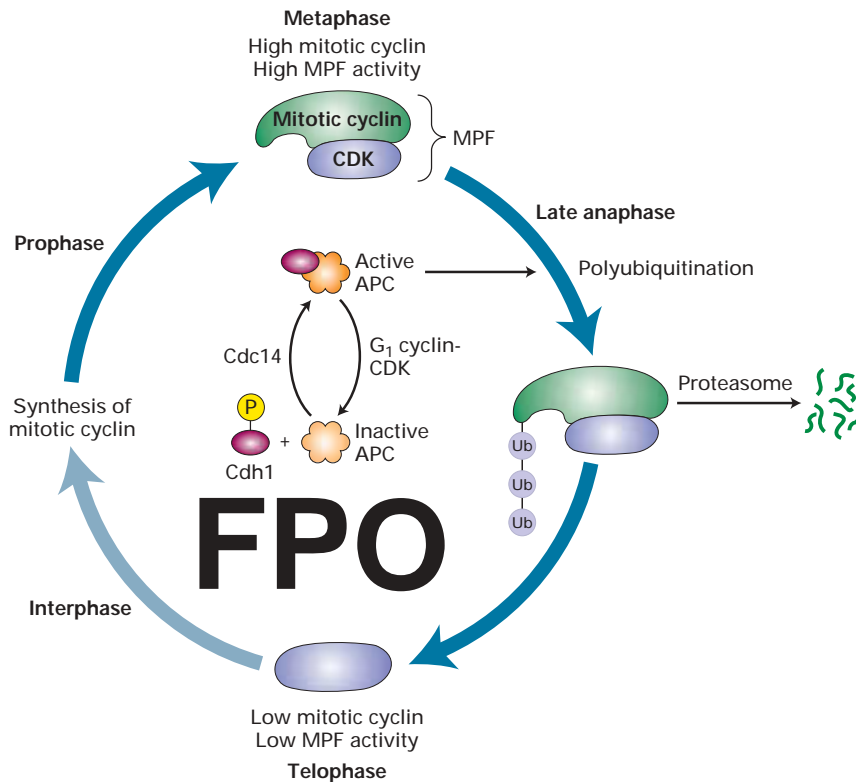 Metaphase
High mitotic cyclin
High MPF activity
Mitotic cyclin
CDK
MPF
Late anaphase
Prophase
Active
APC
Polyubiquitination
Cdc14
G₁ cyclin-
CDK
Proteasome
Synthesis of
mitotic cyclin
P
+
Inactive
APC
Cdh1
Ub
Ub
Ub
FPO
Interphase
Low mitotic cyclin
Low MPF activity
Telophase